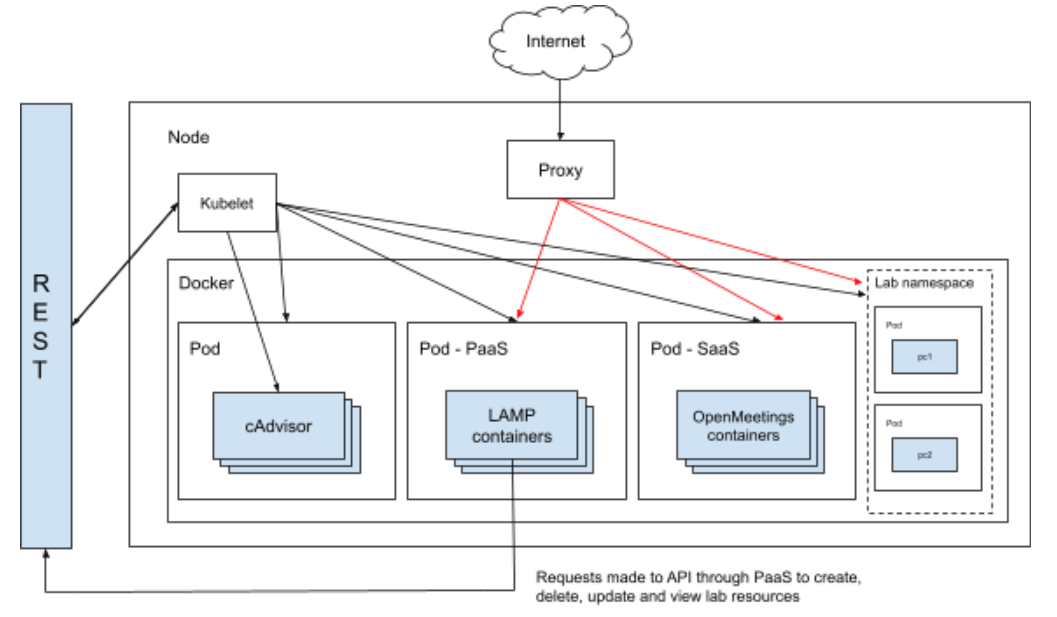 Internet
Node
Proxy
Kubelet
REST
Docker
Lab namespace
Pod
Pod - PaaS
Pod - SaaS
Pod
pc1
cAdvisor
LAMP
containers
OpenMeetings
containers
Pod
pc2
Requests made to API through PaaS to create,
delete, update and view lab resources